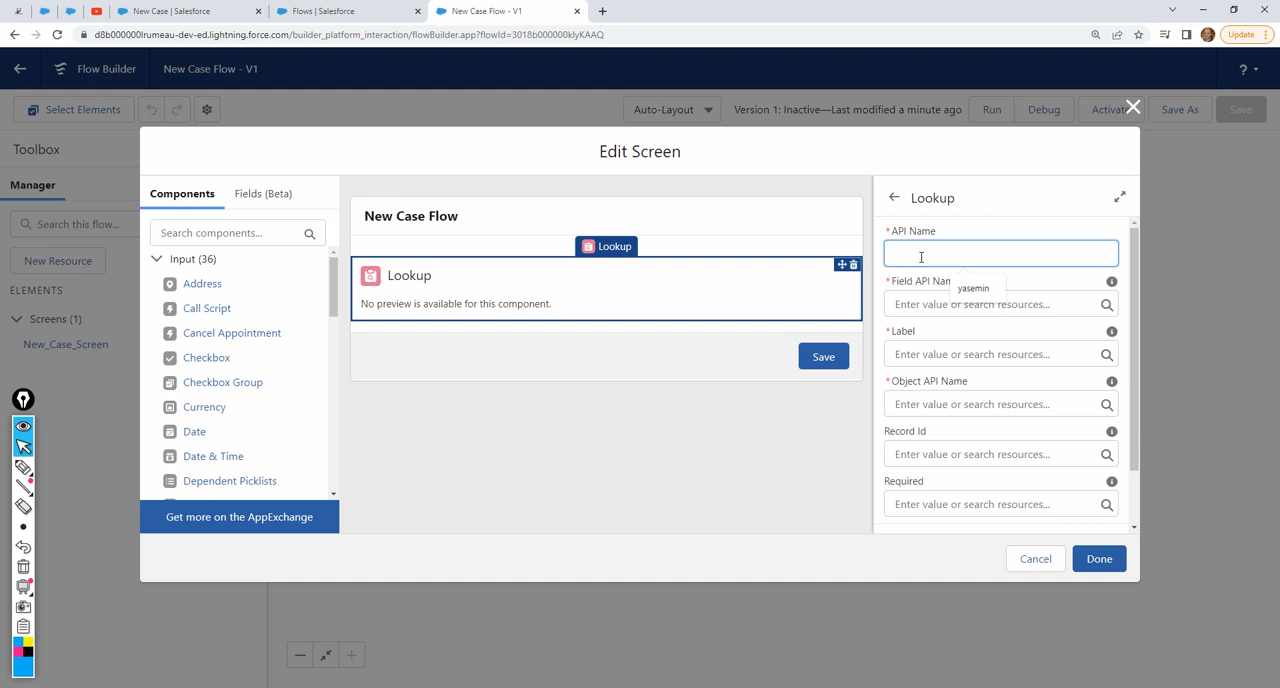 New Case | Salesforce
Flows | Salesforce
New Case Flow - V1
d8b000000lrumeau-dev-ed.lightning.force.com/builder_platform_interaction/flowBuilder.app?flowId=3018b000000klyKAAQ
Update
Flow Builder
New Case Flow - V1
?
Select Elements
Auto-Layout
Version 1: Inactive—Last modified a minute ago
Run
Debug
Activate
Save As
Save
Toolbox
Manager
Search this flow...
New Resource
ELEMENTS
Screens (1)
New_Case_Screen
Edit Screen
Components
Fields (Beta)
Search components...
Input (36)
Address
Call Script
Cancel Appointment
Checkbox
Checkbox Group
Currency
Date
Date & Time
Dependent Picklists
Get more on the AppExchange
New Case Flow
Lookup
Lookup
No preview is available for this component.
Save
Lookup
* API Name
* Field API Nam
yasemin
Enter value or search resources...
* Label
Enter value or search resources...
* Object API Name
Enter value or search resources...
Record Id
Enter value or search resources...
Required
Enter value or search resources...
Cancel
Done